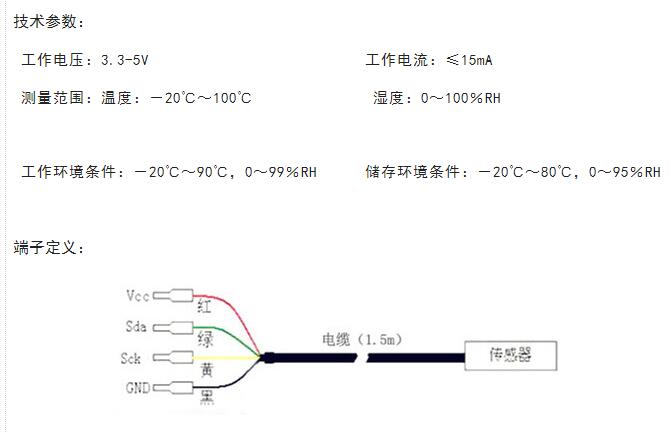 技术参数：
工作电压：3.3-5V 工作电流：≤15mA
测量范围：温度：－20℃～100℃ 湿度：0～100%RH
工作环境条件：－20℃～90℃，0～99%RH 储存环境条件：－20℃～80℃，0～95%RH
端子定义：
Vcc 红
Sda 绿
电缆（1.5m） 传感器
Sck 黄
GND 黑